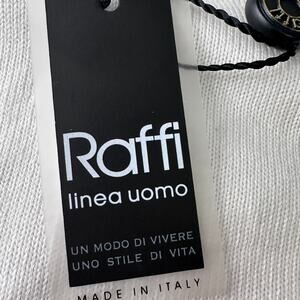 Raffi
linea uomo
UN MODO DI VIVERE
UNO STILE DI VITA
MADE IN ITALY